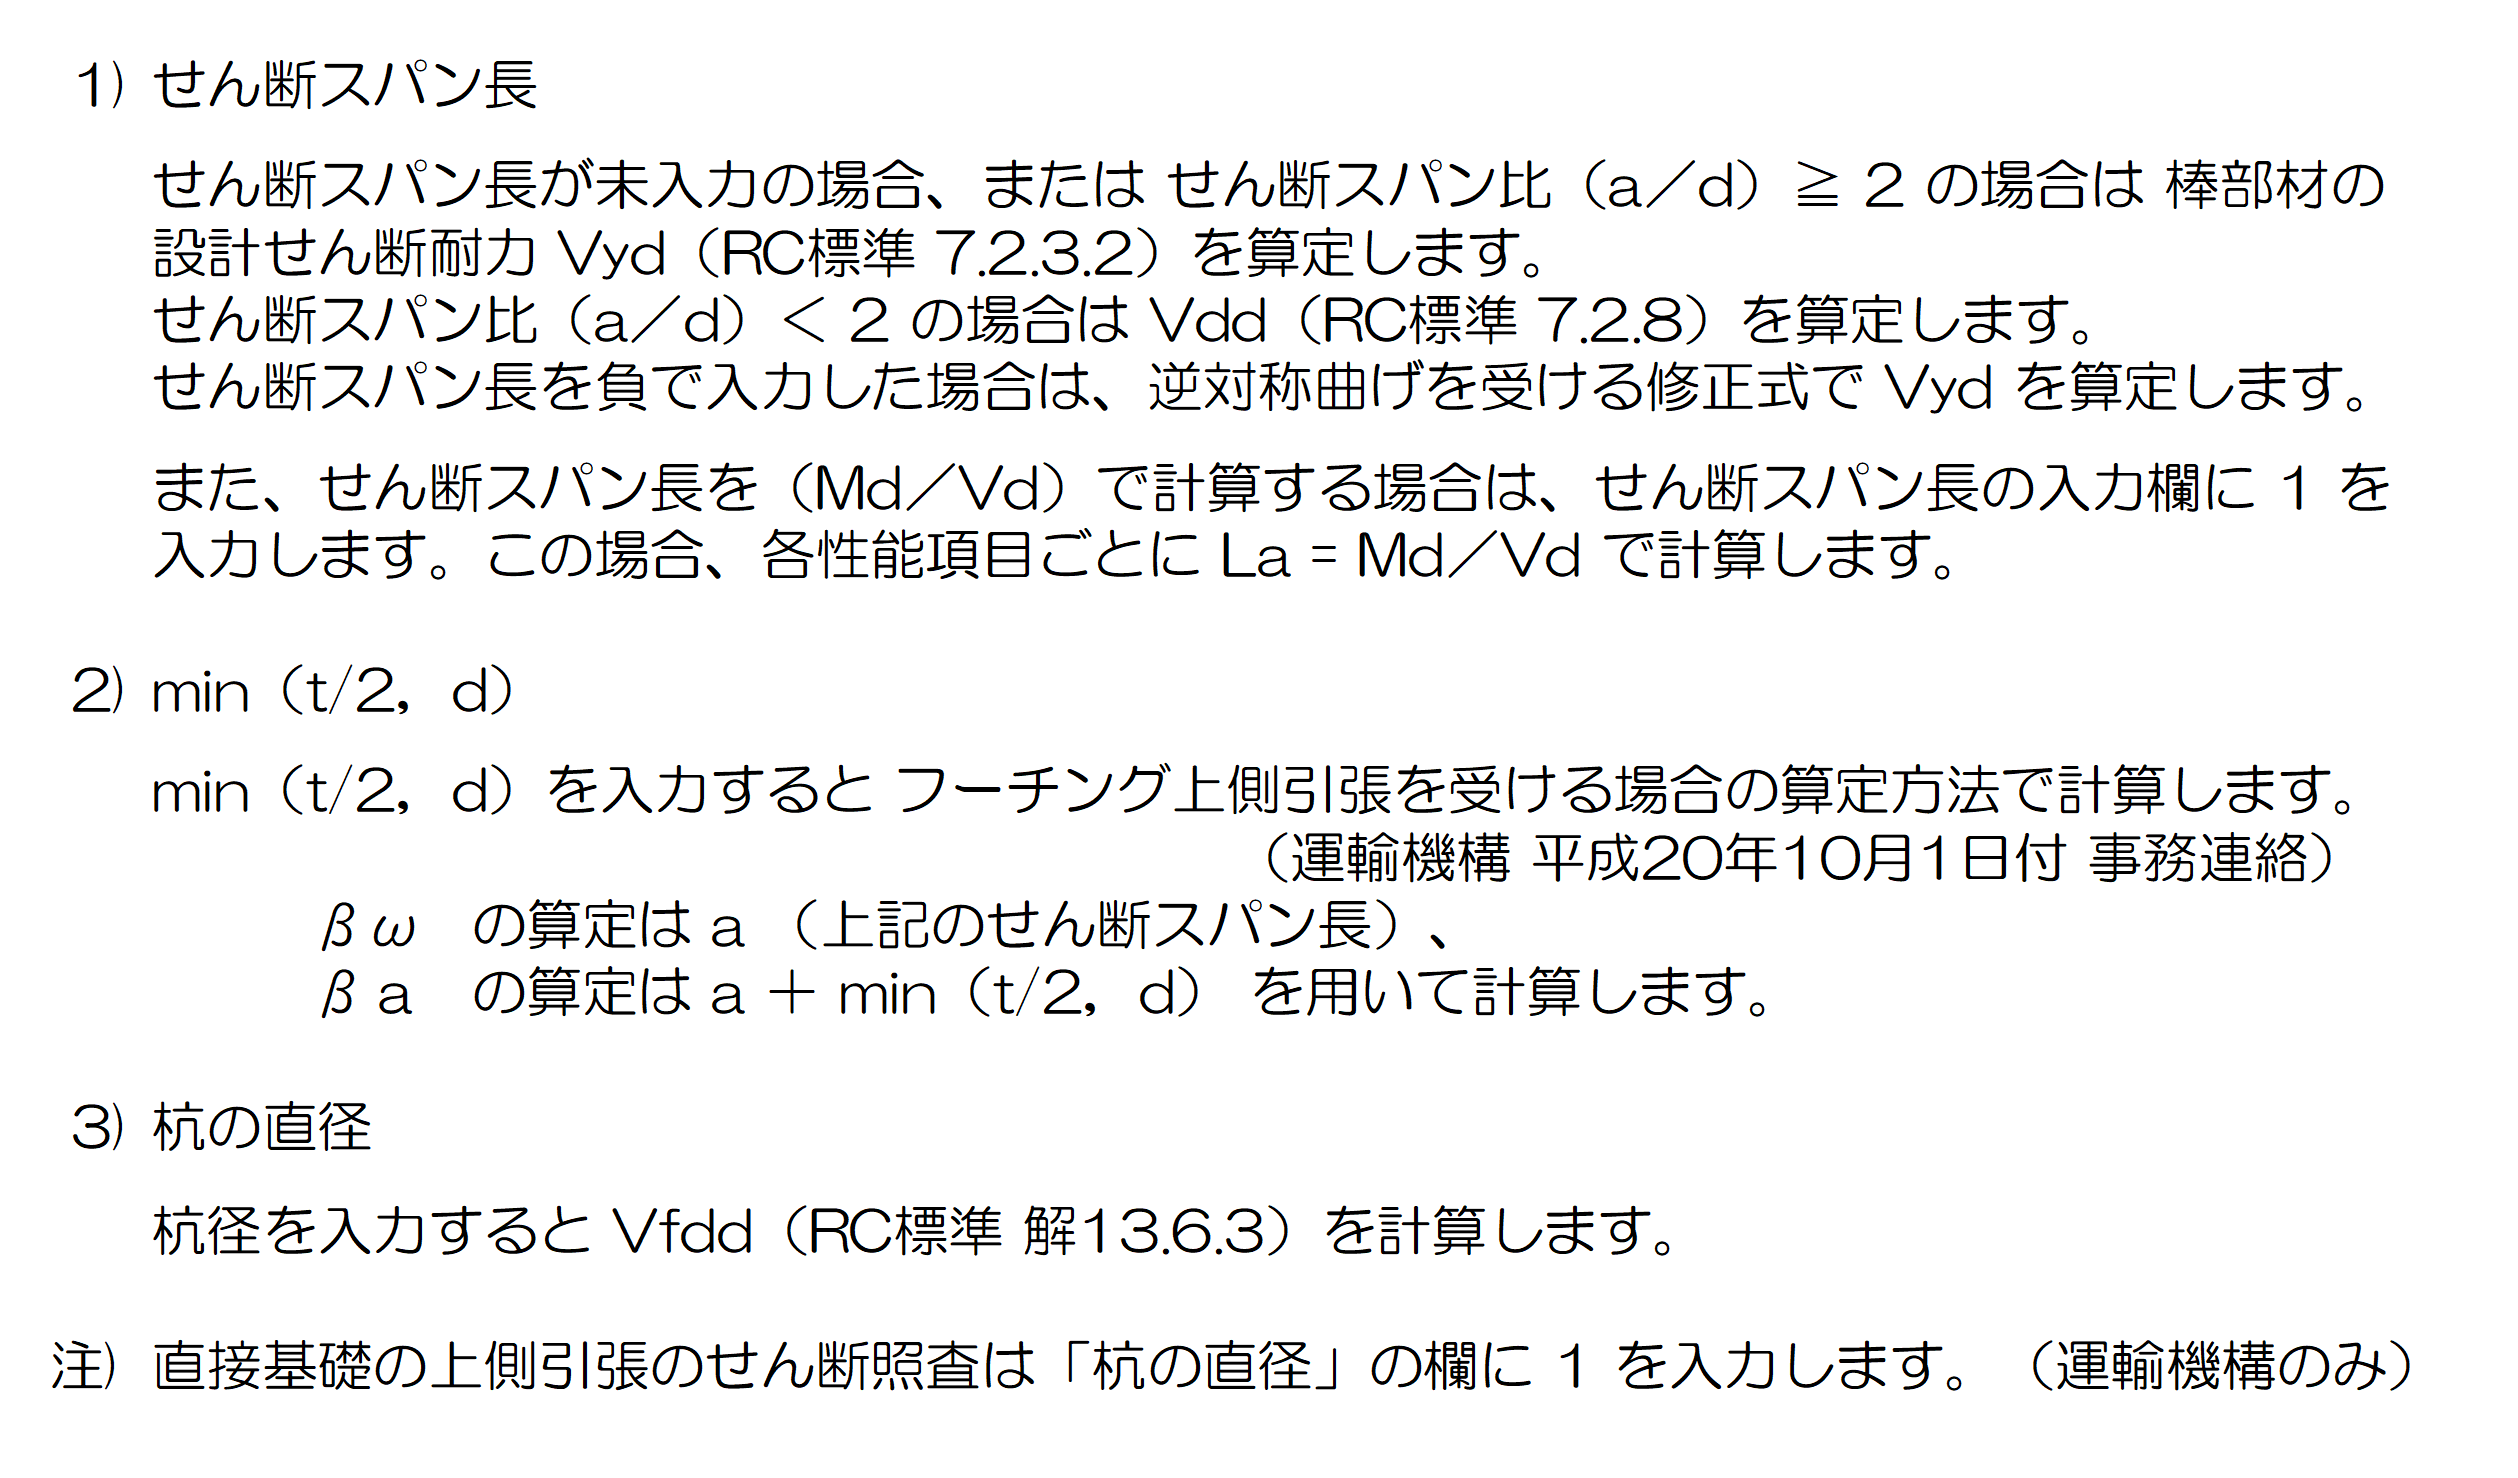 1) せん断スパン長
せん断スパン長が未入力の場合、または せん断スパン比（a／d）≧ 2 の場合は 棒部材の
設計せん断耐力 Vyd（RC標準 7.2.3.2）を算定します。
せん断スパン比（a／d）＜ 2 の場合は Vdd（RC標準 7.2.8）を算定します。
せん断スパン長を負で入力した場合は、逆対称曲げを受ける修正式で Vyd を算定します。
また、せん断スパン長を（Md／Vd）で計算する場合は、せん断スパン長の入力欄に 1 を
入力します。この場合、各性能項目ごとに La = Md／Vd で計算します。
2) min（t/2，d）
min（t/2，d）を入力すると フーチング上側引張を受ける場合の算定方法で計算します。
（運輸機構 平成20年10月1日付 事務連絡）
βω　の算定は a （上記のせん断スパン長）、
βa　の算定は a ＋ min（t/2，d） を用いて計算します。
3) 杭の直径
杭径を入力すると Vfdd（RC標準 解13.6.3）を計算します。
注) 直接基礎の上側引張のせん断照査は「杭の直径」の欄に 1 を入力します。（運輸機構のみ）